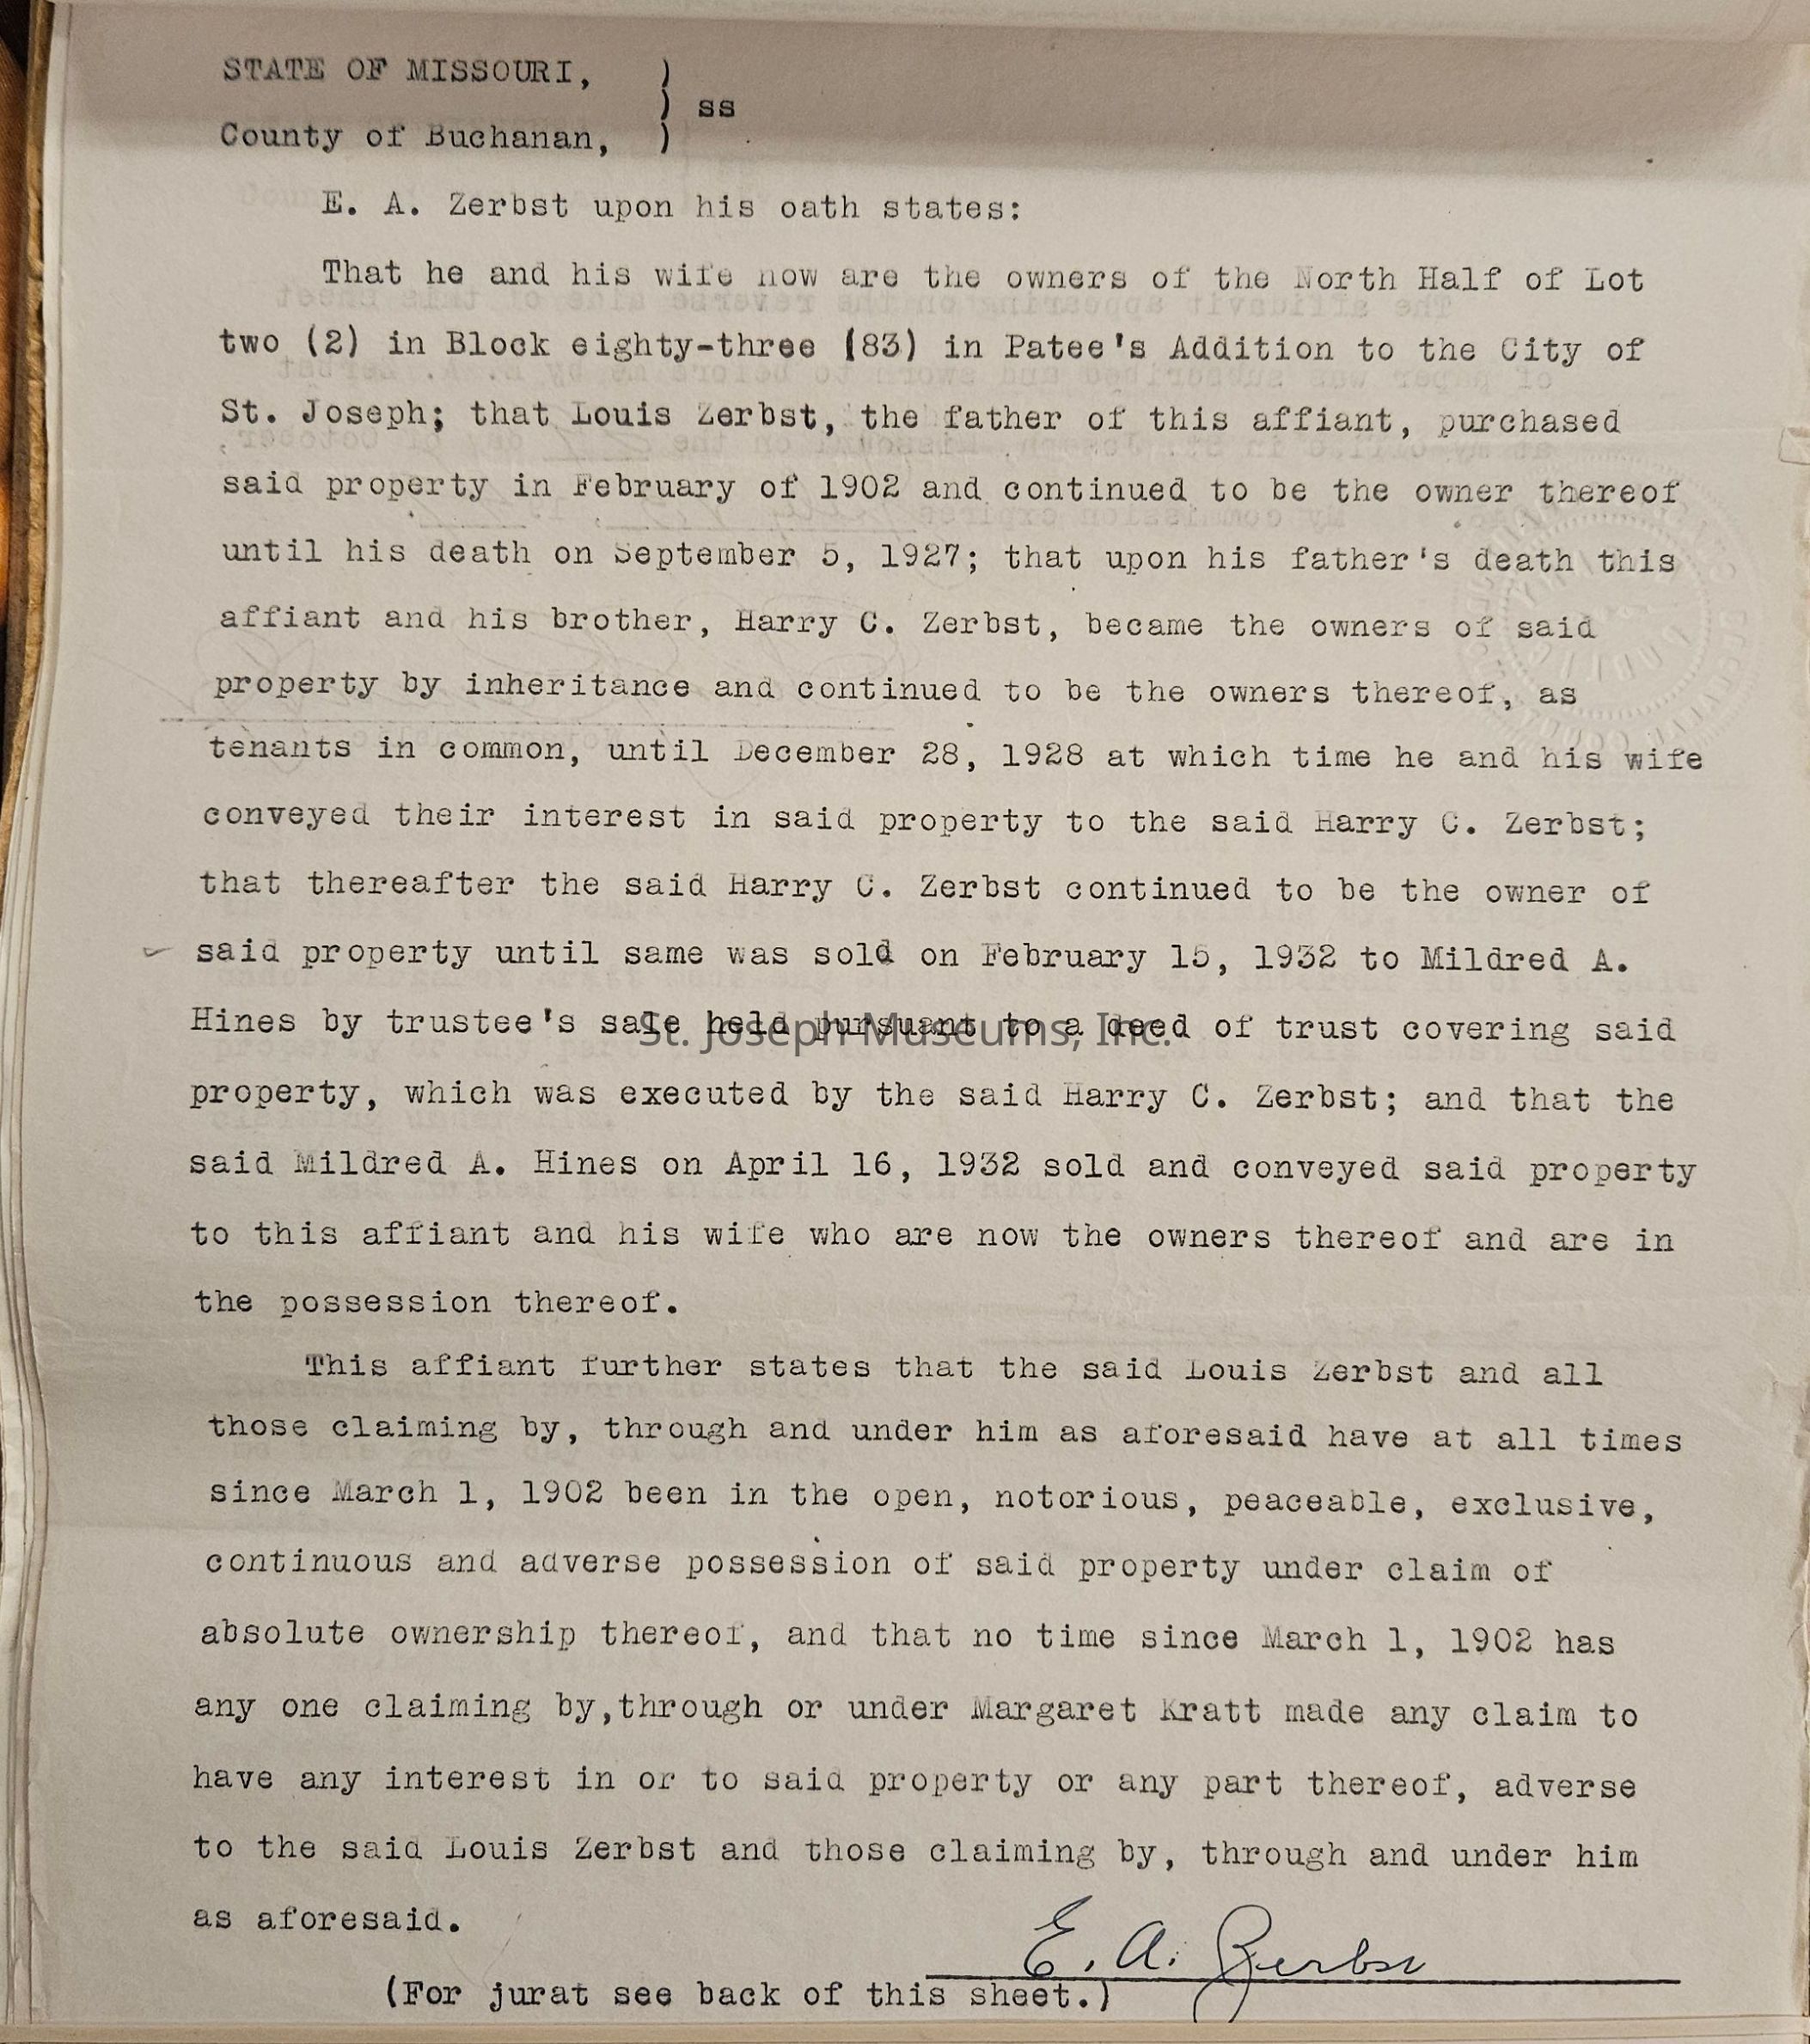 STATE OF MISSOURI, )
) ss
County of Buchanan, )
E. A. Zerbst upon his oath states:
That he and his wife now are the owners of the North Half of Lot
two (2) in Block eighty-three (83) in Patee's Addition to the City of
St. Joseph; that Louis Zerbst, the father of this affiant, purchased
said property in February of 1902 and continued to be the owner thereof
until his death on September 5, 1927; that upon his father's death this
affiant and his brother, Harry C. Zerbst, became the owners of said
property by inheritance and continued to be the owners thereof, as
tenants in common, until December 28, 1928 at which time he and his wife
conveyed their interest in said property to the said Harry C. Zerbst;
that thereafter the said Harry C. Zerbst continued to be the owner of
said property until same was sold on February 15, 1932 to Mildred A.
Hines by trustee's sale held pursuant to a deed of trust covering said
St. Joseph Museums, Inc.
property, which was executed by the said Harry C. Zerbst; and that the
said Mildred A. Hines on April 16, 1932 sold and conveyed said property
to this affiant and his wife who are now the owners thereof and are in
the possession thereof.
This affiant further states that the said Louis Zerbst and all
those claiming by, through and under him as aforesaid have at all times
since March 1, 1902 been in the open, notorious, peaceable, exclusive,
continuous and adverse possession of said property under claim of
absolute ownership thereof, and that no time since March 1, 1902 has
any one claiming by,through or under Margaret Kratt made any claim to
have any interest in or to said property or any part thereof, adverse
to the said Louis Zerbst and those claiming by, through and under him
as aforesaid.
E. A. Zerbst
(For jurat see back of this sheet.)